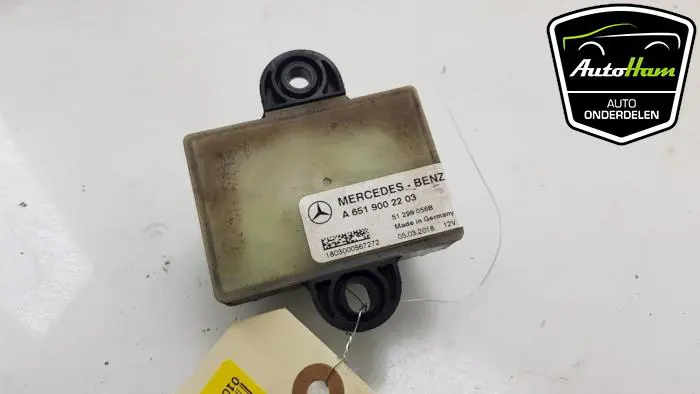 AutoHam
AUTO
ONDERDELEN
MERCEDES - BENZ
A 651 900 22 03
51 299 056B
Made in Germany
05.03.2018 12V
1803000567272